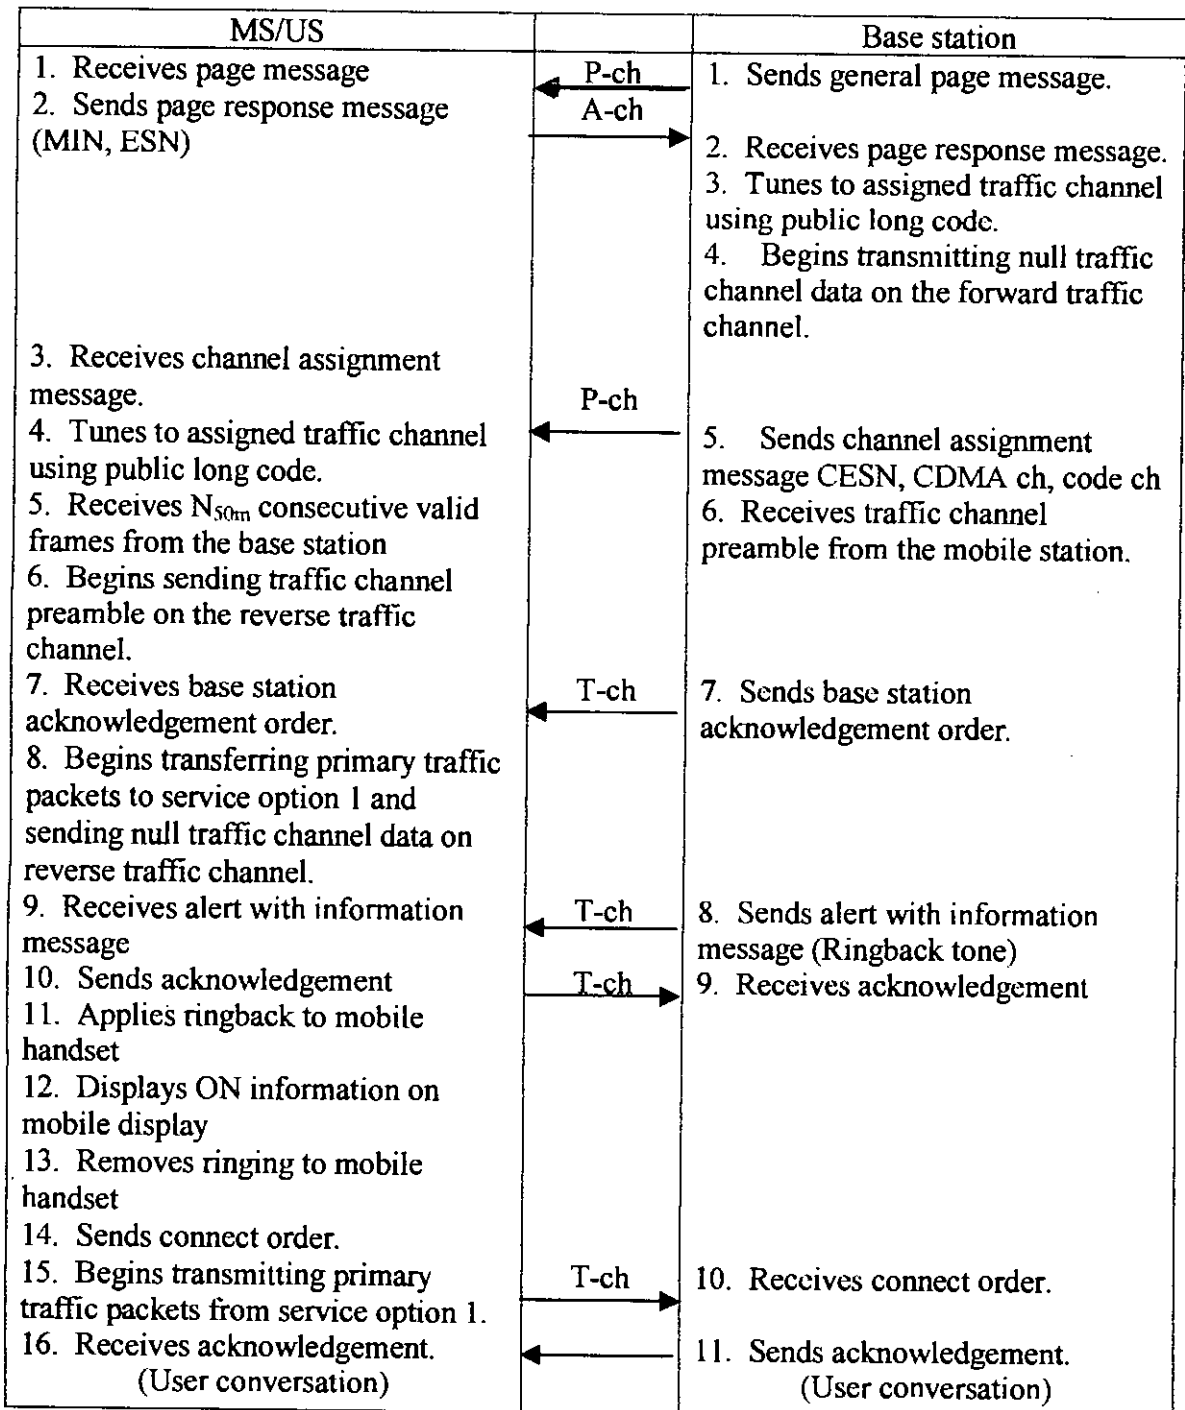 MS/US
Base station
1. Receives page message
2. Sends page response message
(MIN, ESN)
P-ch
A-ch
1. Sends general page message.
2. Receives page response message.
3. Tunes to assigned traffic channel
using public long code.
4. Begins transmitting null traffic
channel data on the forward traffic
channel.
3. Receives channel assignment
message.
4. Tunes to assigned traffic channel
using public long code.
5. Receives N50m consecutive valid
frames from the base station
6. Begins sending traffic channel
preamble on the reverse traffic
channel.
P-ch
5. Sends channel assignment
message CESN, CDMA ch, code ch
6. Receives traffic channel
preamble from the mobile station.
7. Receives base station
acknowledgement order.
T-ch
7. Sends base station
acknowledgement order.
8. Begins transferring primary traffic
packets to service option 1 and
sending null traffic channel data on
reverse traffic channel.
9. Receives alert with information
message
T-ch
8. Sends alert with information
message (Ringback tone)
10. Sends acknowledgement
T-ch
9. Receives acknowledgement
11. Applies ringback to mobile
handset
12. Displays ON information on
mobile display
13. Removes ringing to mobile
handset
14. Sends connect order.
15. Begins transmitting primary
traffic packets from service option 1.
T-ch
10. Receives connect order.
16. Receives acknowledgement.
(User conversation)
11. Sends acknowledgement.
(User conversation)